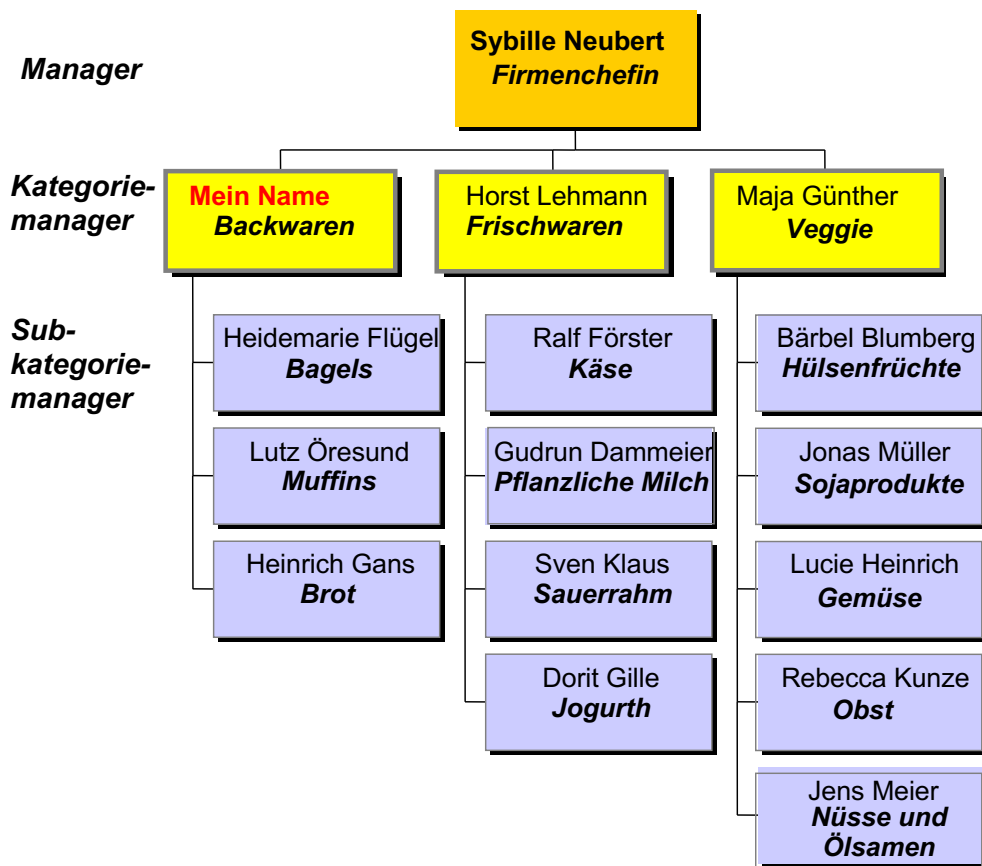 Manager
Sybille Neubert
Firmenchefin
Kategorie-
manager
Mein Name
Backwaren
Horst Lehmann
Frischwaren
Maja Günther
Veggie
Sub-
kategorie-
manager
Heidemarie Flügel
Bagels
Lutz Öresund
Muffins
Heinrich Gans
Brot
Ralf Förster
Käse
Gudrun Dammeier
Pflanzliche Milch
Sven Klaus
Sauerrahm
Dorit Gille
Jogurth
Bärbel Blumberg
Hülsenfrüchte
Jonas Müller
Sojaprodukte
Lucie Heinrich
Gemüse
Rebecca Kunze
Obst
Jens Meier
Nüsse und
Ölsamen